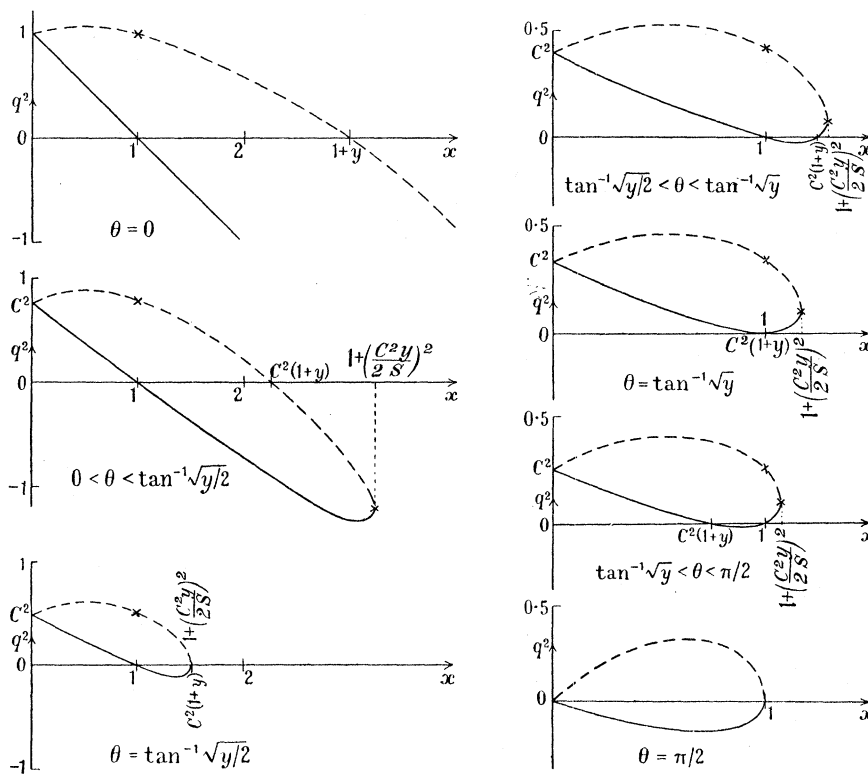 1
q²
0
1
2
1+y
x
-1
θ = 0
1
C²
q²
0
1
2
C²(1+y)
1+(C²y/2S)²
x
-1
0 < θ < tan⁻¹√y/2
1
C²
q²
0
1
2
C²(1+y)
1+(C²y/2S)²
x
-1
θ = tan⁻¹√y/2
0·5
C²
q²
0
1
C²(1+y)
1+(C²y/2S)²
x
tan⁻¹√y/2 < θ < tan⁻¹√y
0·5
C²
q²
0
1
C²(1+y)
1+(C²y/2S)²
x
θ = tan⁻¹√y
0·5
C²
q²
0
C²(1+y)
1
1+(C²y/2S)²
x
tan⁻¹√y < θ < π/2
0·5
q²
0
1
x
θ = π/2